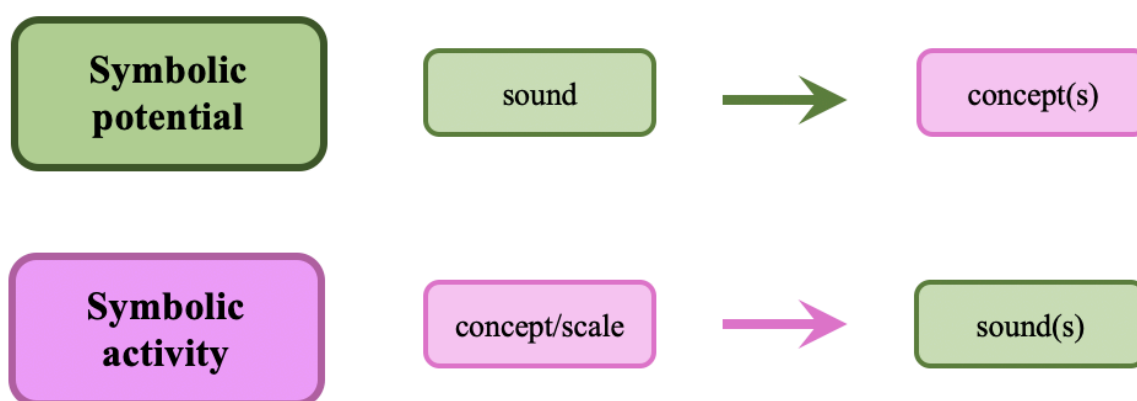 Symbolic
potential
sound
concept(s)
Symbolic
activity
concept/scale
sound(s)